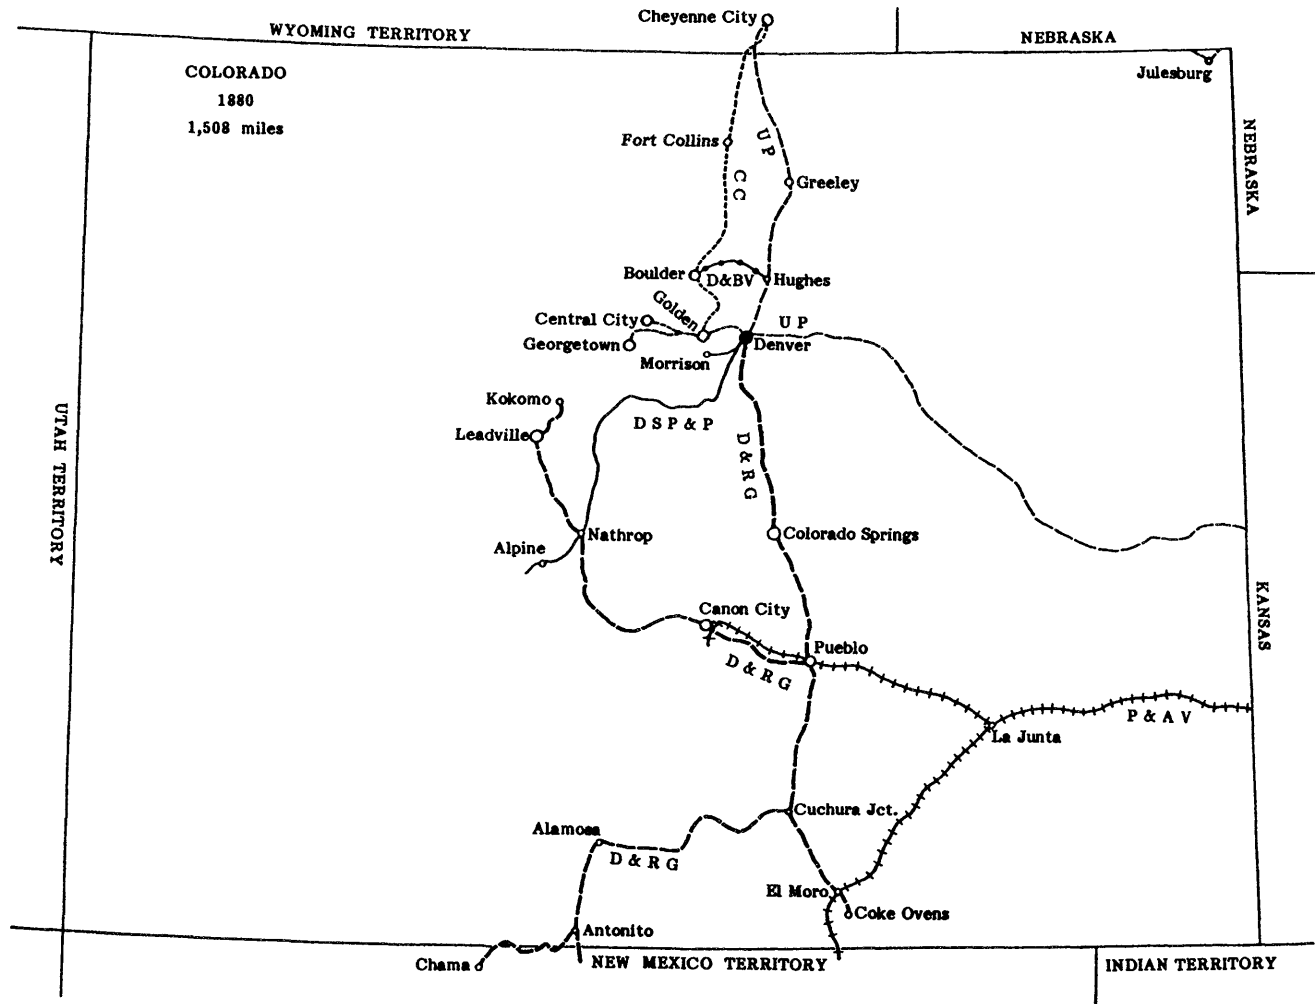 Cheyenne City
WYOMING TERRITORY
NEBRASKA
COLORADO
1880
1,508 miles
Julesburg
NEBRASKA
Fort Collins
UP
CC
Greeley
Boulder
D&BV
Hughes
Golden
Central City
UP
Georgetown
Denver
Morrison
Kokomo
DSP&P
Leadville
D&RG
UTAH TERRITORY
Nathrop
Colorado Springs
Alpine
KANSAS
Canon City
Pueblo
D&RG
P&AV
La Junta
Cuchura Jct.
Alamosa
D&RG
El Moro
Coke Ovens
Antonito
Chama
NEW MEXICO TERRITORY
INDIAN TERRITORY